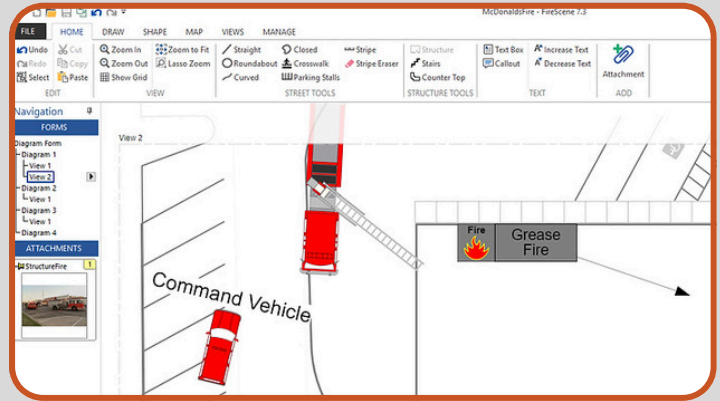 McDonaldsFire - FireScene 7.3
FILE HOME DRAW SHAPE MAP VIEWS MANAGE
Undo Cut Zoom In Zoom to Fit Straight Closed Stripe Structure Text Box Increase Text
Redo Copy Zoom Out Lasso Zoom Roundabout Crosswalk Stripe Eraser Stairs Callout Decrease Text
Select Paste Show Grid Curved Parking Stalls Counter Top Attachment
EDIT VIEW STREET TOOLS STRUCTURE TOOLS TEXT ADD
Navigation
FORMS
Diagram Form
Diagram 1
View 1
View 2
Diagram 2
View 1
Diagram 3
View 1
Diagram 4
ATTACHMENTS
StructureFire 1
View 2
Fire
Grease
Fire
Command Vehicle